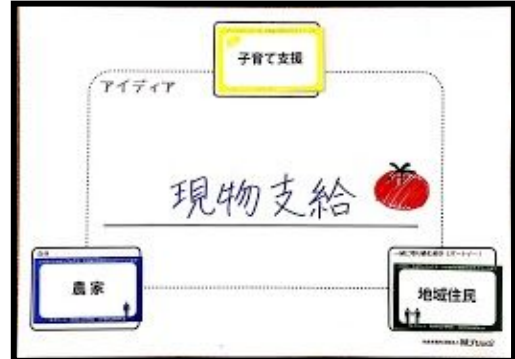 子育て支援
アイディア
現物支給
農家
地域住民